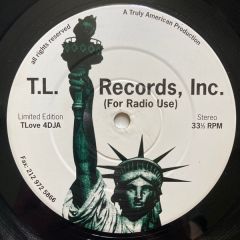 all rights reserved
A Truly American Production
T.L. Records, Inc.
(For Radio Use)
Limited Edition
TLove 4DJA
Stereo
33⅓ RPM
Fax: 212 972 5866